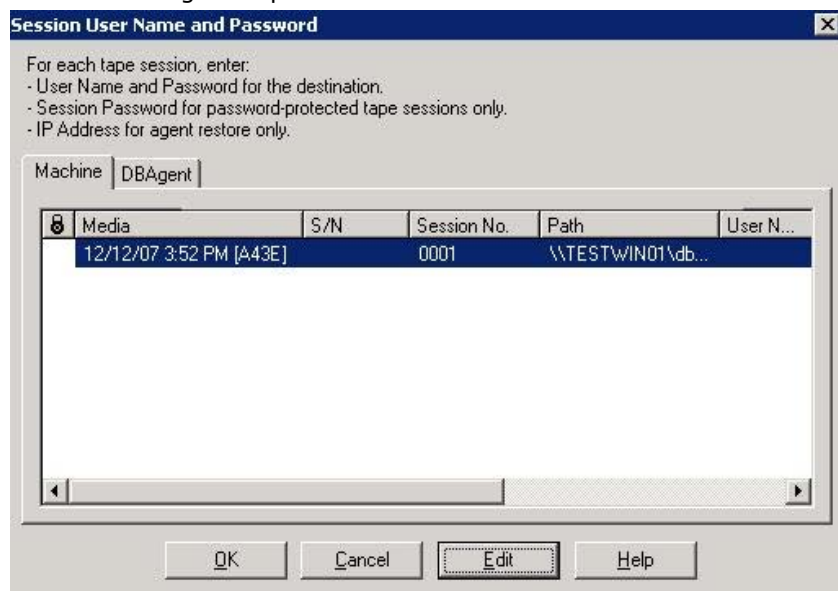 Session User Name and Password
For each tape session, enter:
- User Name and Password for the destination.
- Session Password for password-protected tape sessions only.
- IP Address for agent restore only.
Machine DBAgent
Media S/N Session No. Path User N...
12/12/07 3:52 PM [A43E] 0001 \\TESTWIN01\db...
OK Cancel Edit Help